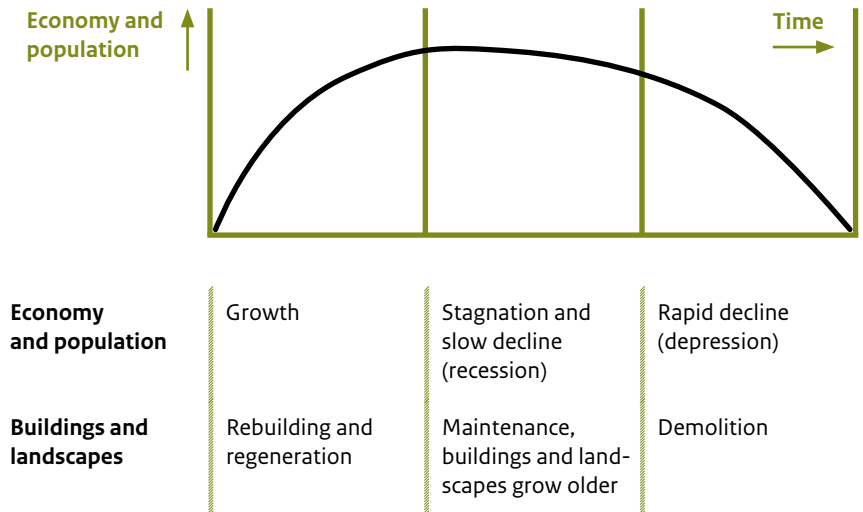 Economy and
population
Time
Economy
and population
Growth
Stagnation and
slow decline
(recession)
Rapid decline
(depression)
Buildings and
landscapes
Rebuilding and
regeneration
Maintenance,
buildings and land-
scapes grow older
Demolition